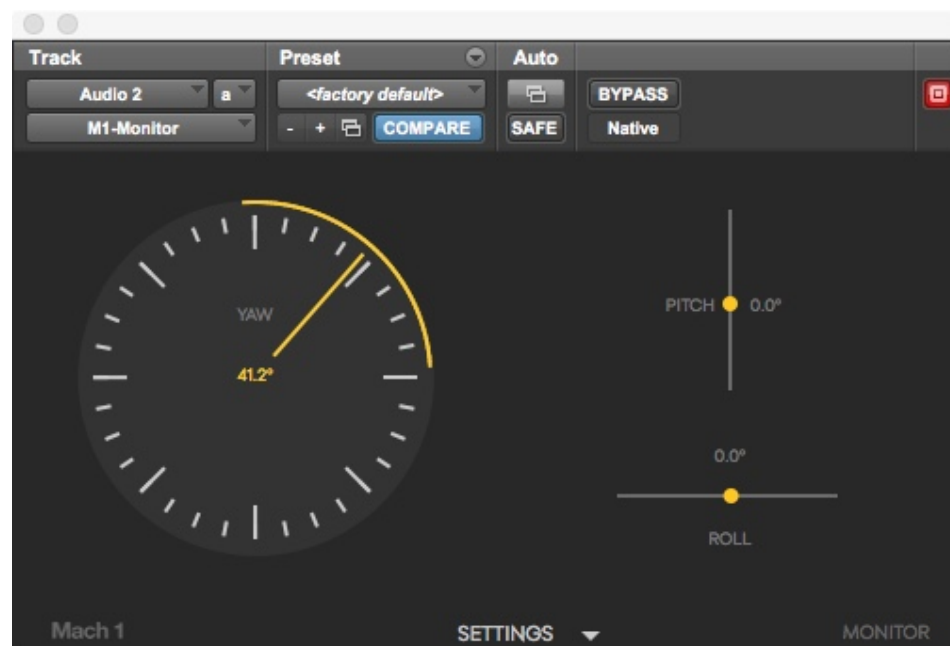 Track Preset Auto
Audio 2 a <factory default> BYPASS
M1-Monitor - + COMPARE SAFE Native
YAW
41.2°
PITCH 0.0°
0.0°
ROLL
Mach 1 SETTINGS MONITOR